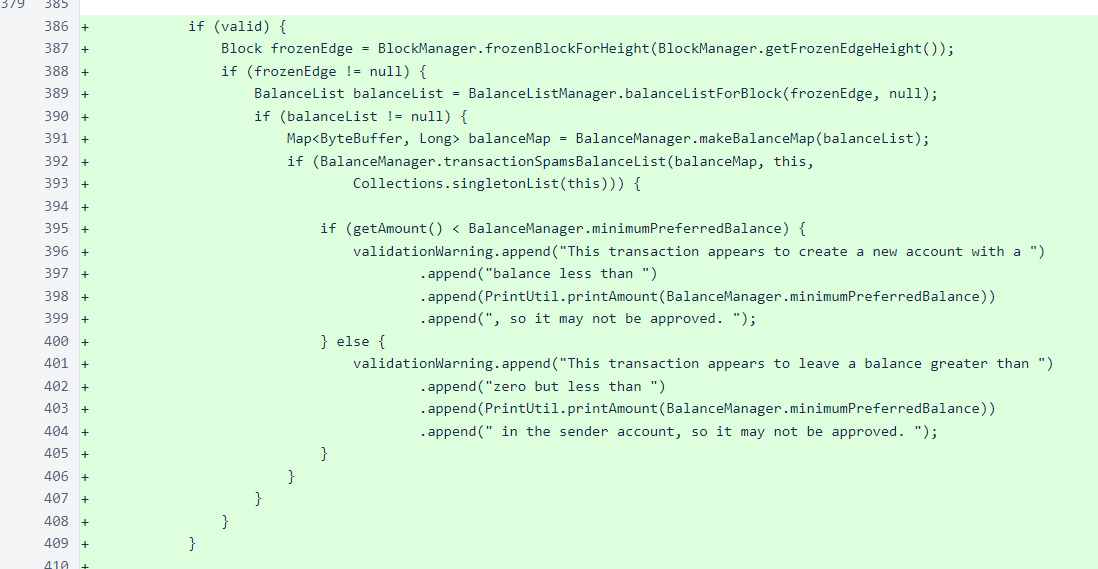 379 385
386 + if (valid) {
387 + Block frozenEdge = BlockManager.frozenBlockForHeight(BlockManager.getFrozenEdgeHeight());
388 + if (frozenEdge != null) {
389 + BalanceList balanceList = BalanceListManager.balanceListForBlock(frozenEdge, null);
390 + if (balanceList != null) {
391 + Map<ByteBuffer, Long> balanceMap = BalanceManager.makeBalanceMap(balanceList);
392 + if (BalanceManager.transactionSpamsBalanceList(balanceMap, this,
393 + Collections.singletonList(this))) {
394 +
395 + if (getAmount() < BalanceManager.minimumPreferredBalance) {
396 + validationWarning.append("This transaction appears to create a new account with a ")
397 + .append("balance less than ")
398 + .append(PrintUtil.printAmount(BalanceManager.minimumPreferredBalance))
399 + .append(", so it may not be approved. ");
400 + } else {
401 + validationWarning.append("This transaction appears to leave a balance greater than ")
402 + .append("zero but less than ")
403 + .append(PrintUtil.printAmount(BalanceManager.minimumPreferredBalance))
404 + .append(" in the sender account, so it may not be approved. ");
405 + }
406 + }
407 + }
408 + }
409 + }
410 +